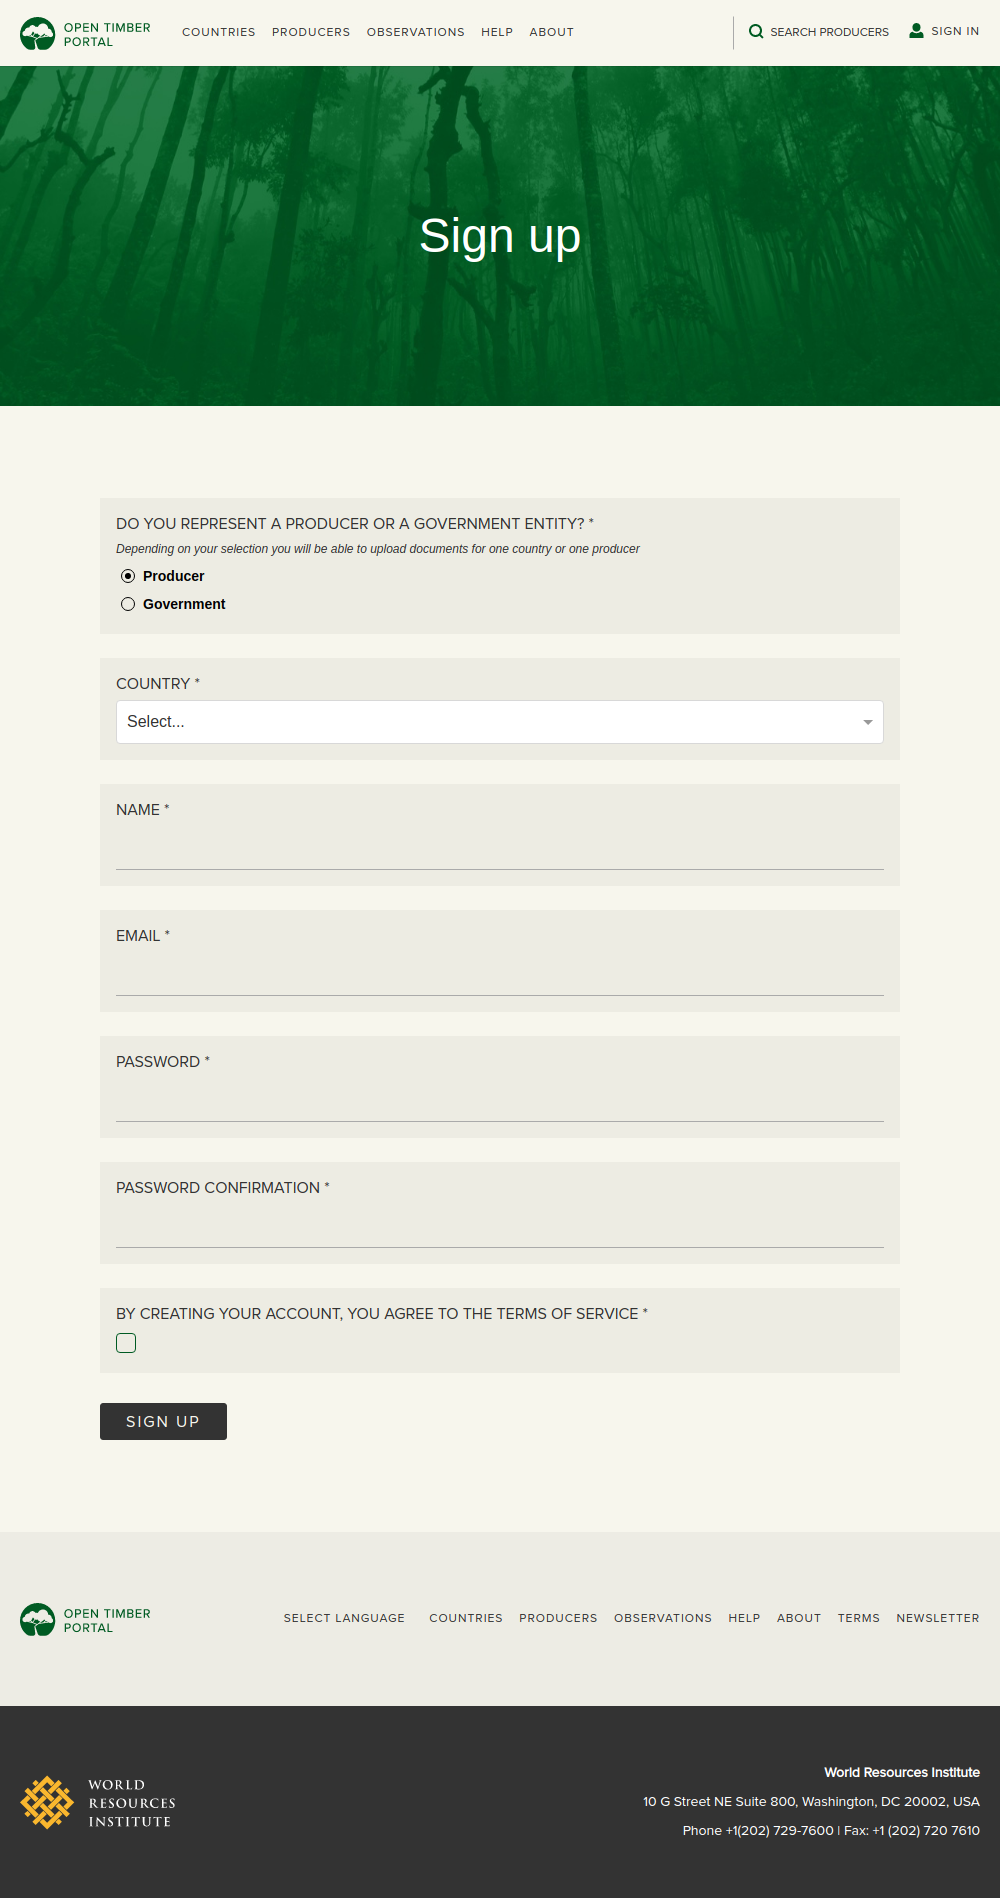 OPEN TIMBER
PORTAL
COUNTRIES PRODUCERS OBSERVATIONS HELP ABOUT
SEARCH PRODUCERS SIGN IN
Sign up
DO YOU REPRESENT A PRODUCER OR A GOVERNMENT ENTITY? *
Depending on your selection you will be able to upload documents for one country or one producer
Producer
Government
COUNTRY *
Select...
NAME *
EMAIL *
PASSWORD *
PASSWORD CONFIRMATION *
BY CREATING YOUR ACCOUNT, YOU AGREE TO THE TERMS OF SERVICE *
SIGN UP
OPEN TIMBER
PORTAL
SELECT LANGUAGE COUNTRIES PRODUCERS OBSERVATIONS HELP ABOUT TERMS NEWSLETTER
WORLD
RESOURCES
INSTITUTE
World Resources Institute
10 G Street NE Suite 800, Washington, DC 20002, USA
Phone +1(202) 729-7600 | Fax: +1 (202) 720 7610